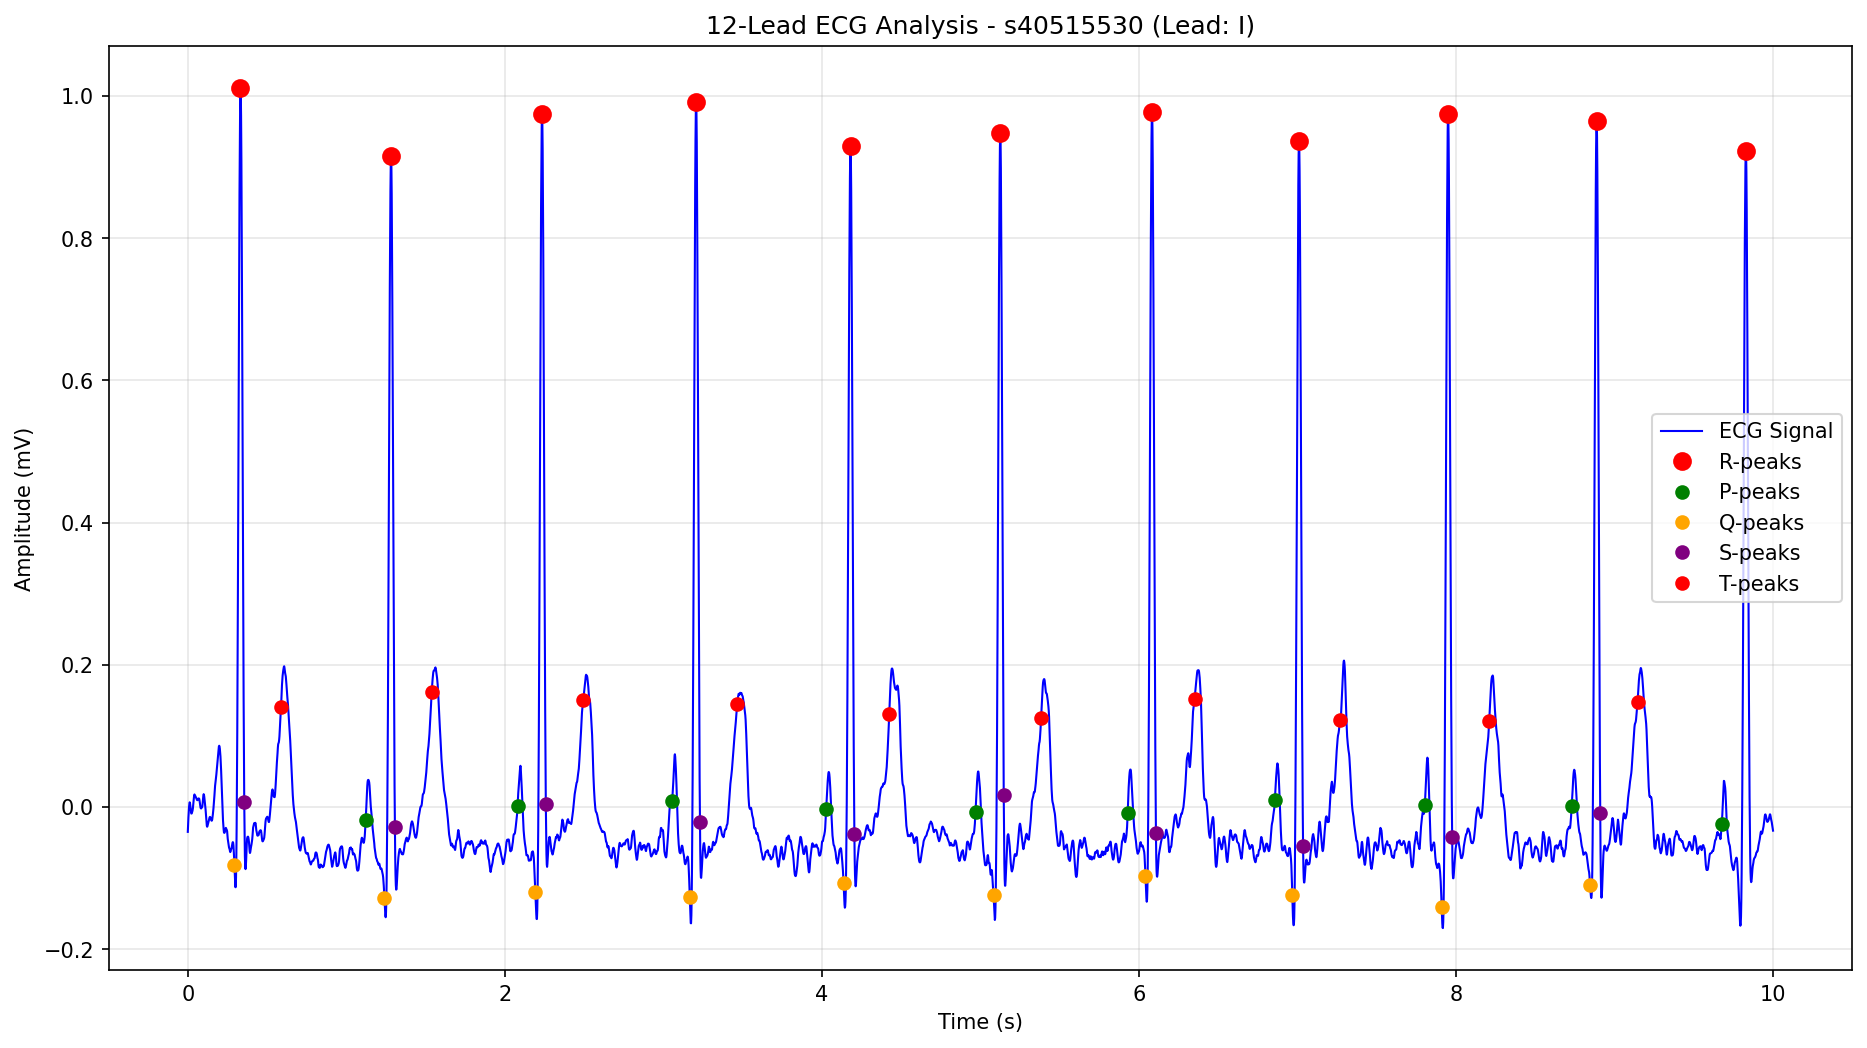 12-Lead ECG Analysis - s40515530 (Lead: I)
Amplitude (mV)
1.0
0.8
0.6
0.4
0.2
0.0
−0.2
ECG Signal
R-peaks
P-peaks
Q-peaks
S-peaks
T-peaks
0 2 4 6 8 10
Time (s)